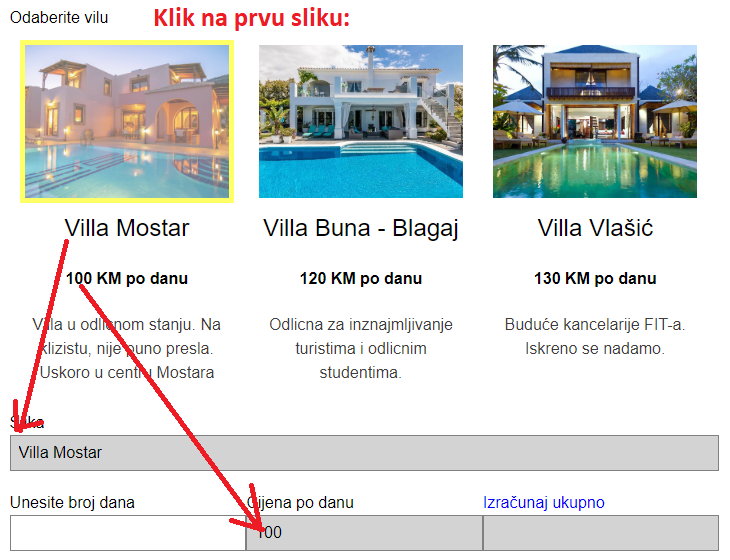 Odaberite vilu
Klik na prvu sliku:
Villa Mostar
Villa Buna - Blagaj
Villa Vlašić
100 KM po danu
120 KM po danu
130 KM po danu
Villa u odlicnom stanju. Na
klizistu, nije puno presla.
Uskoro u centru Mostara
Odlicna za inznajmljivanje
turistima i odlicnim
studentima.
Buduće kancelarije FIT-a.
Iskreno se nadamo.
Slika
Villa Mostar
Unesite broj dana
Cijena po danu
Izračunaj ukupno
100